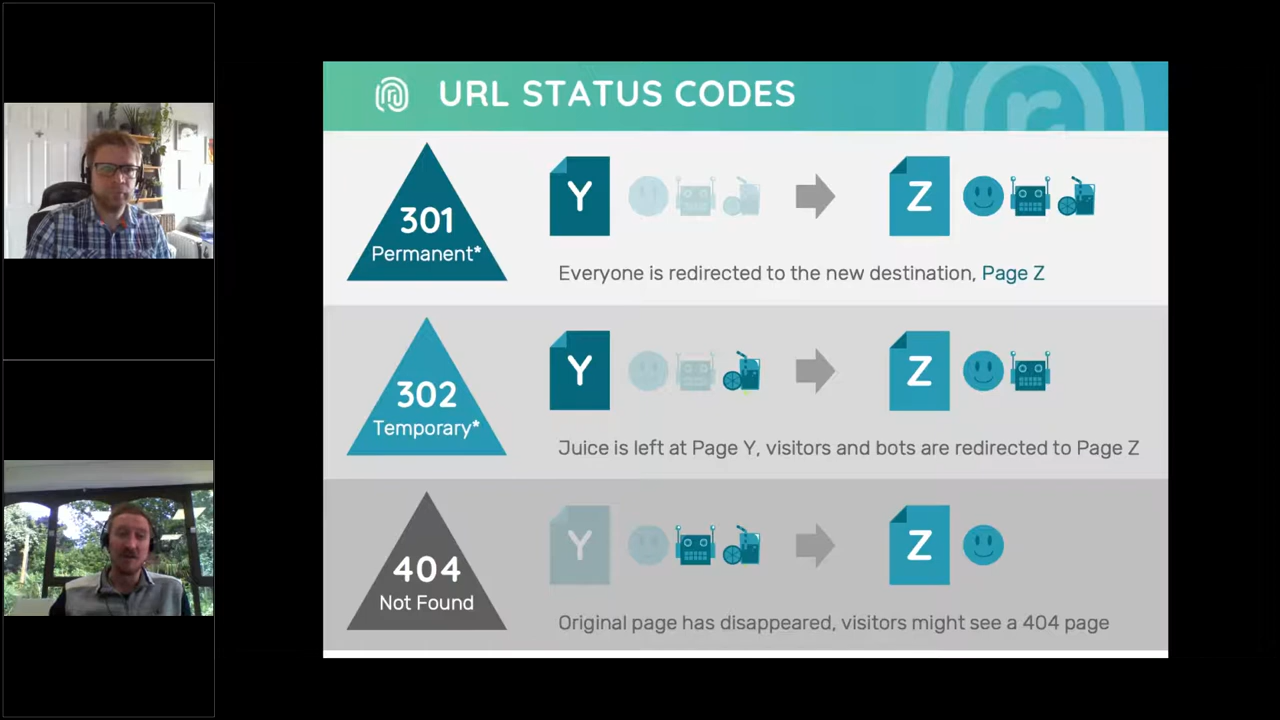 URL STATUS CODES
301
Permanent*
Y
Z
Everyone is redirected to the new destination, Page Z
302
Temporary*
Y
Z
Juice is left at Page Y, visitors and bots are redirected to Page Z
404
Not Found
Y
Z
Original page has disappeared, visitors might see a 404 page